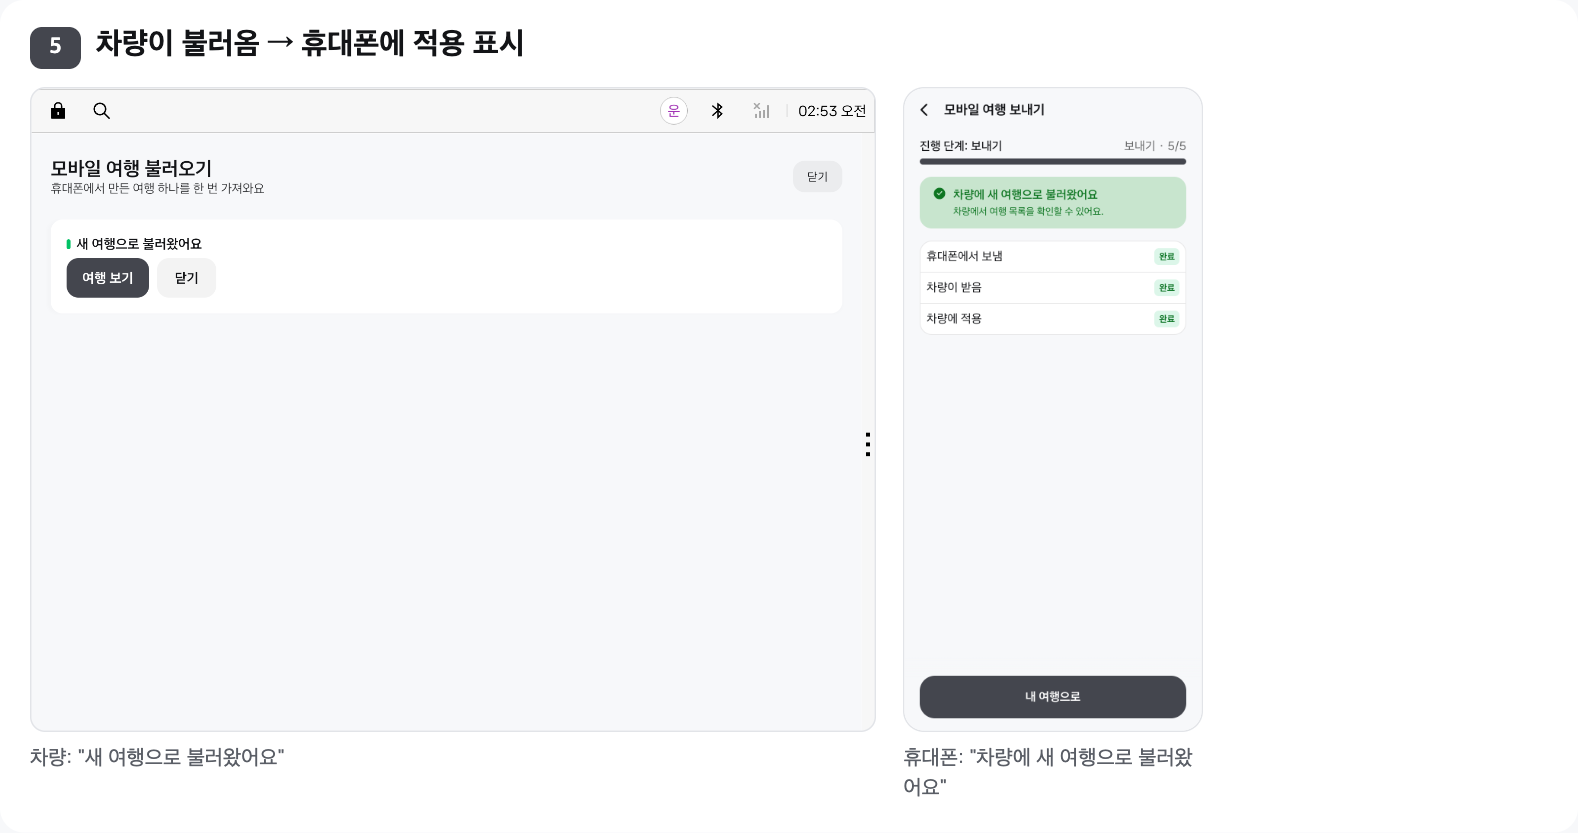 5 차량이 불러옴 → 휴대폰에 적용 표시
운 02:53 오전
모바일 여행 불러오기
휴대폰에서 만든 여행 하나를 한 번 가져와요
닫기
새 여행으로 불러왔어요
여행 보기 닫기
차량: "새 여행으로 불러왔어요"
모바일 여행 보내기
진행 단계: 보내기 보내기 · 5/5
차량에 새 여행으로 불러왔어요
차량에서 여행 목록을 확인할 수 있어요.
휴대폰에서 보냄 완료
차량이 받음 완료
차량에 적용 완료
내 여행으로
휴대폰: "차량에 새 여행으로 불러왔
어요"